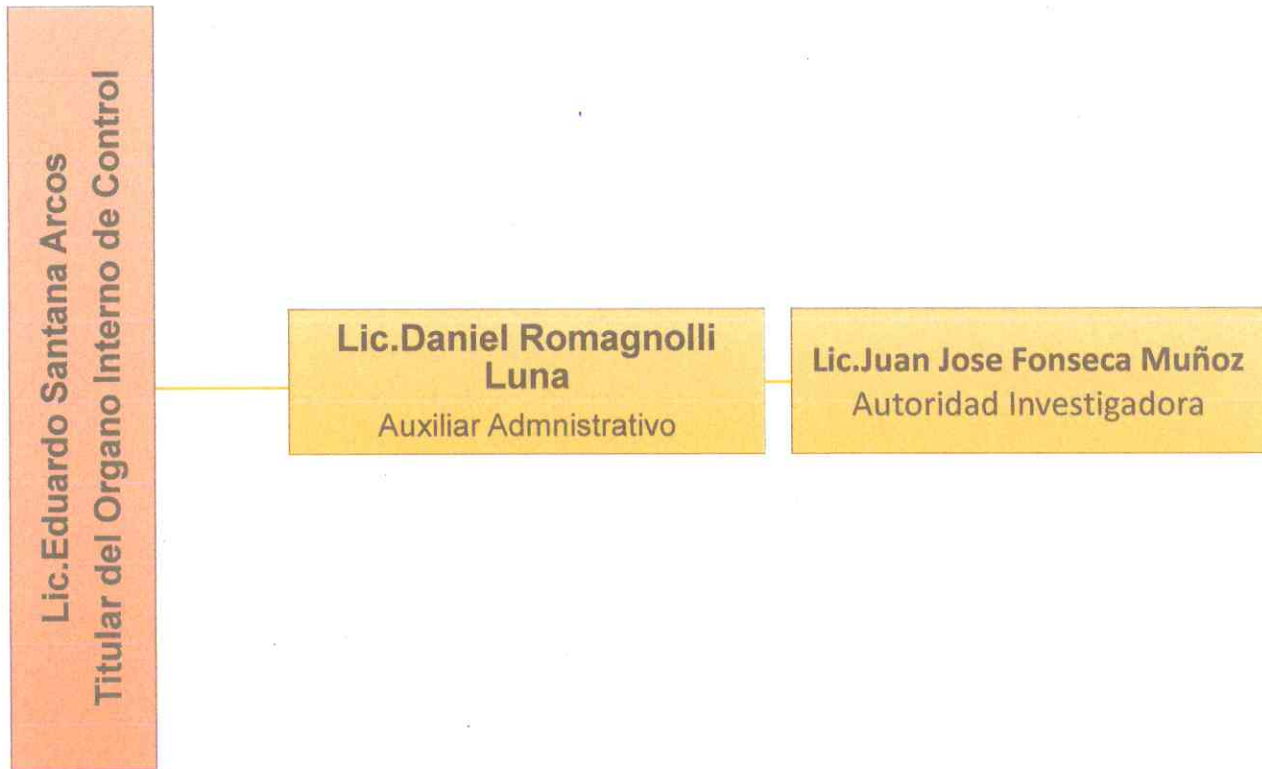 Lic.Eduardo Santana Arcos
Titular del Organo Interno de Control
Lic.Daniel Romagnolli
Luna
Auxiliar Admnistrativo
Lic.Juan Jose Fonseca Muñoz
Autoridad Investigadora